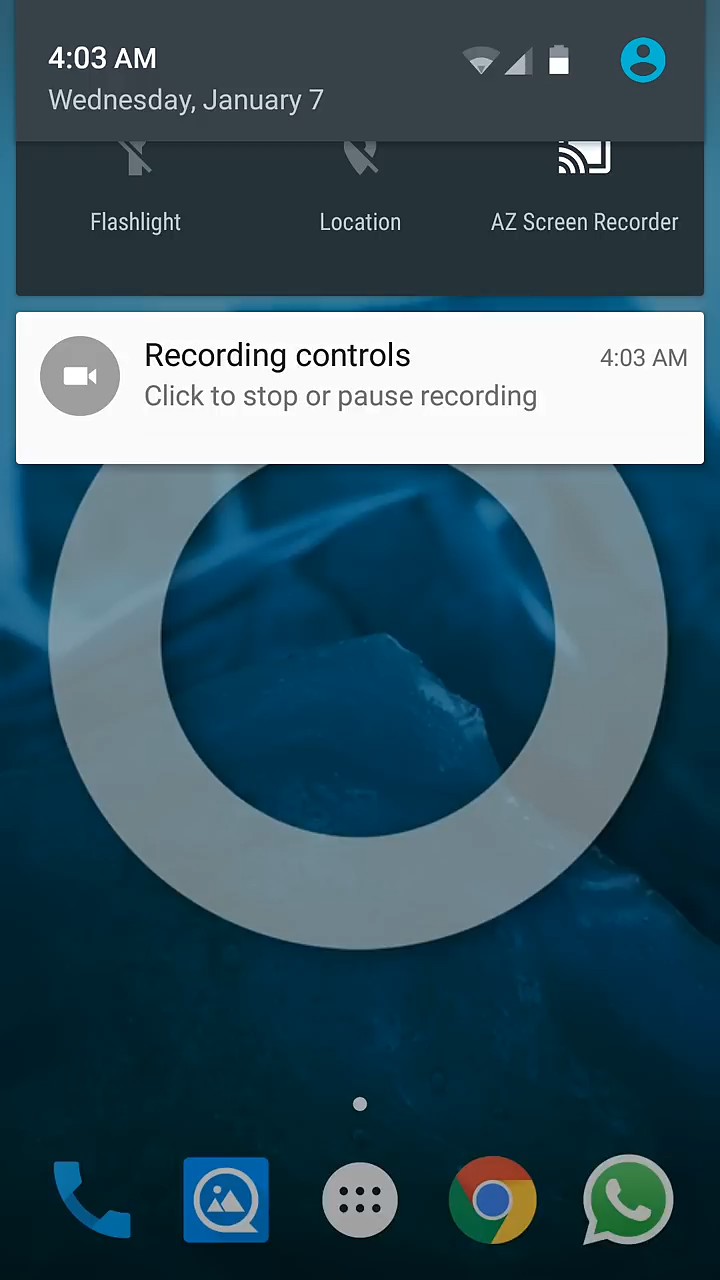 4:03 AM
Wednesday, January 7
Flashlight
Location
AZ Screen Recorder
Recording controls
4:03 AM
Click to stop or pause recording